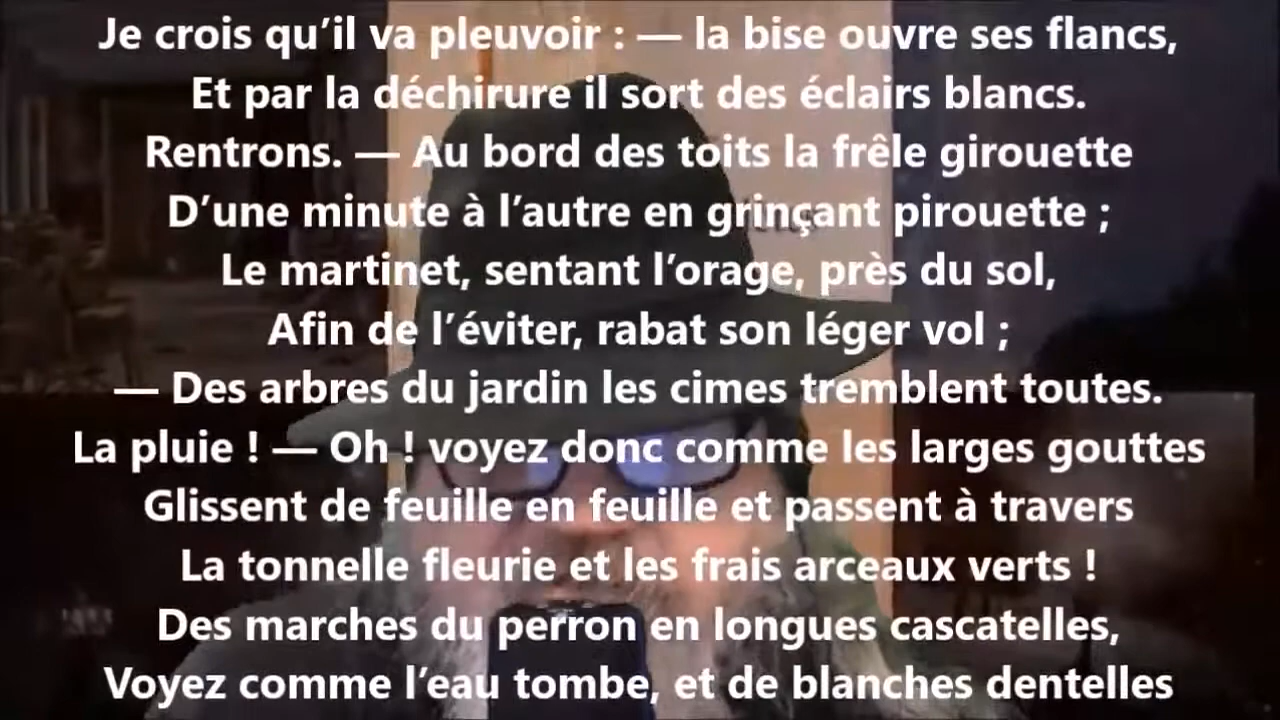 Je crois qu’il va pleuvoir : — la bise ouvre ses flancs,
Et par la déchirure il sort des éclairs blancs.
Rentrons. — Au bord des toits la frêle girouette
D’une minute à l’autre en grinçant pirouette ;
Le martinet, sentant l’orage, près du sol,
Afin de l’éviter, rabat son léger vol ;
— Des arbres du jardin les cimes tremblent toutes.
La pluie ! — Oh ! voyez donc comme les larges gouttes
Glissent de feuille en feuille et passent à travers
La tonnelle fleurie et les frais arceaux verts !
Des marches du perron en longues cascatelles,
Voyez comme l’eau tombe, et de blanches dentelles